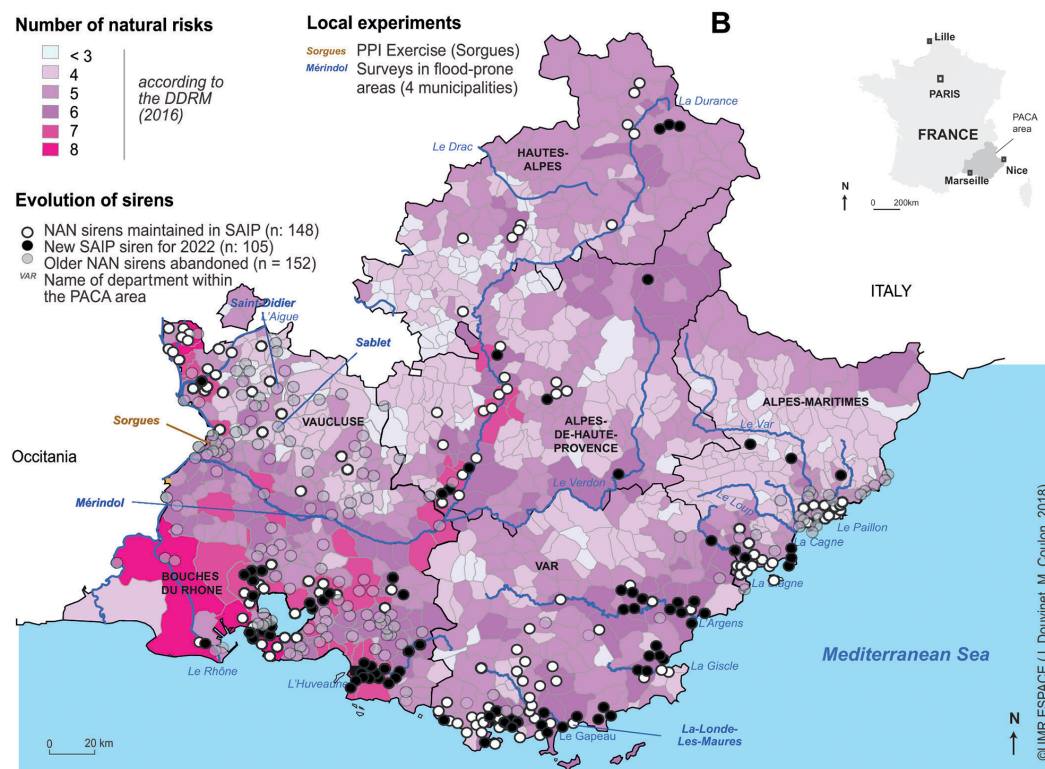 Number of natural risks
< 3
4
5
6
7
8
according to
the DDRM
(2016)
Local experiments
Sorgues PPI Exercise (Sorgues)
Mérindol Surveys in flood-prone
areas (4 municipalities)
B
Lille
PARIS
FRANCE
PACA
area
Marseille
Nice
N
0 200km
Evolution of sirens
NAN sirens maintained in SAIP (n: 148)
New SAIP siren for 2022 (n: 105)
Older NAN sirens abandoned (n = 152)
VAR Name of department within
the PACA area
La Durance
Le Drac
HAUTES-
ALPES
ITALY
Saint-Didier
L'Aigue
Sablet
Sorgues
VAUCLUSE
ALPES-
DE-HAUTE-
PROVENCE
ALPES-MARITIMES
Le Var
Occitania
Mérindol
Le Verdon
Le Loup
Le Paillon
La Cagne
La Cagne
BOUCHES
DU RHONE
VAR
L'Argens
Le Rhône
L'Huveaune
La Giscle
Mediterranean Sea
Le Gapeau
La-Londe-
Les-Maures
0 20 km
N
©UMR ESPACE (J. Douvinet, M. Coulon, 2018)